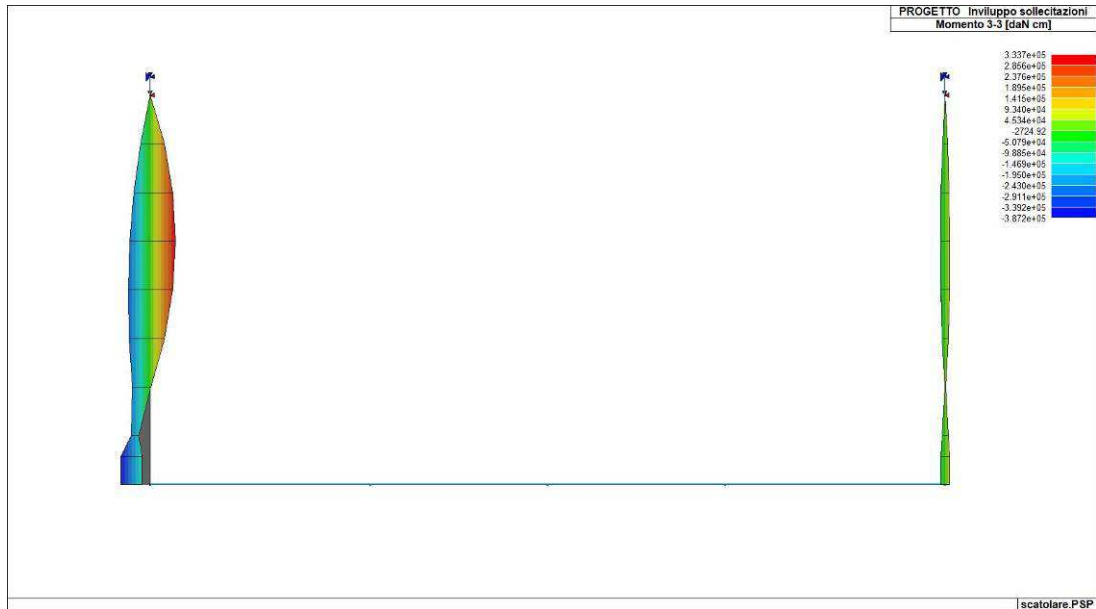 PROGETTO Inviluppo sollecitazioni
Momento 3-3 [daN cm]
3.337e+05
2.856e+05
2.376e+05
1.895e+05
1.415e+05
9.340e+04
4.534e+04
-2724.92
-5.079e+04
-9.885e+04
-1.469e+05
-1.950e+05
-2.430e+05
-2.911e+05
-3.392e+05
-3.872e+05
scatolare.PSP